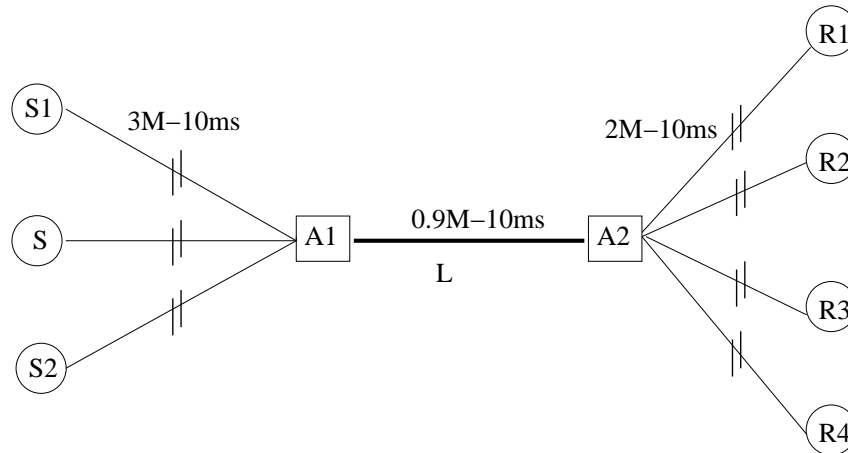 R1
S1
3M–10ms
2M–10ms
R2
S
A1
0.9M–10ms
A2
L
R3
S2
R4